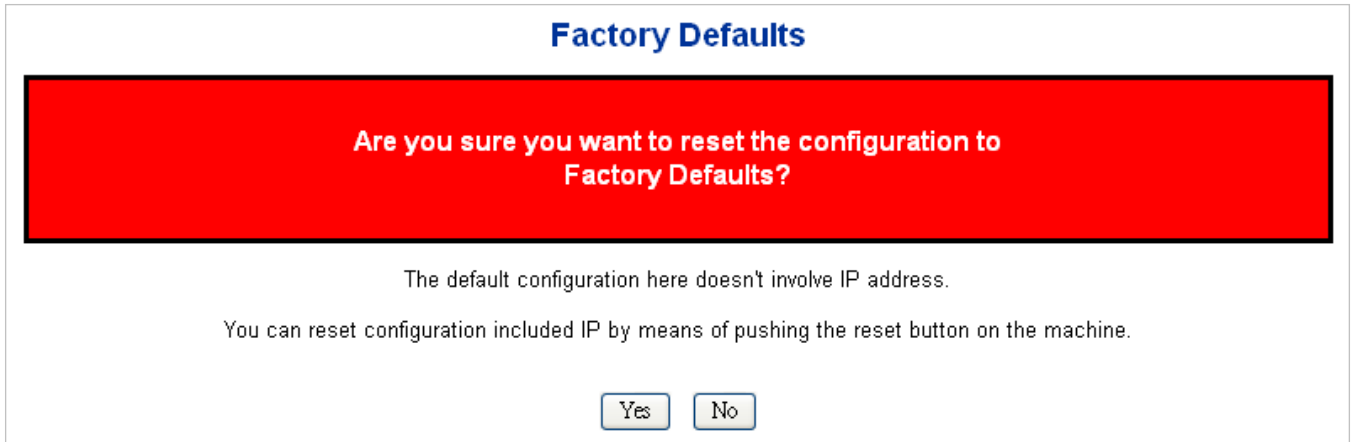 Factory Defaults
Are you sure you want to reset the configuration to
Factory Defaults?
The default configuration here doesn't involve IP address.
You can reset configuration included IP by means of pushing the reset button on the machine.
Yes No